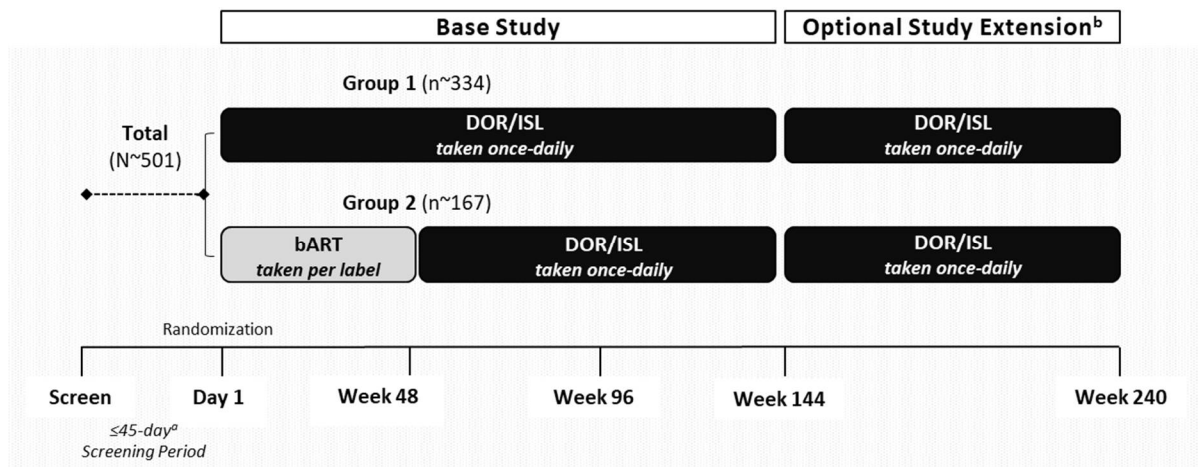 Base Study
Optional Study Extensionᵇ
Group 1 (n~334)
DOR/ISL
taken once-daily
DOR/ISL
taken once-daily
Total
(N~501)
Group 2 (n~167)
bART
taken per label
DOR/ISL
taken once-daily
DOR/ISL
taken once-daily
Randomization
Screen
Day 1
Week 48
Week 96
Week 144
Week 240
≤45-dayᵃ
Screening Period